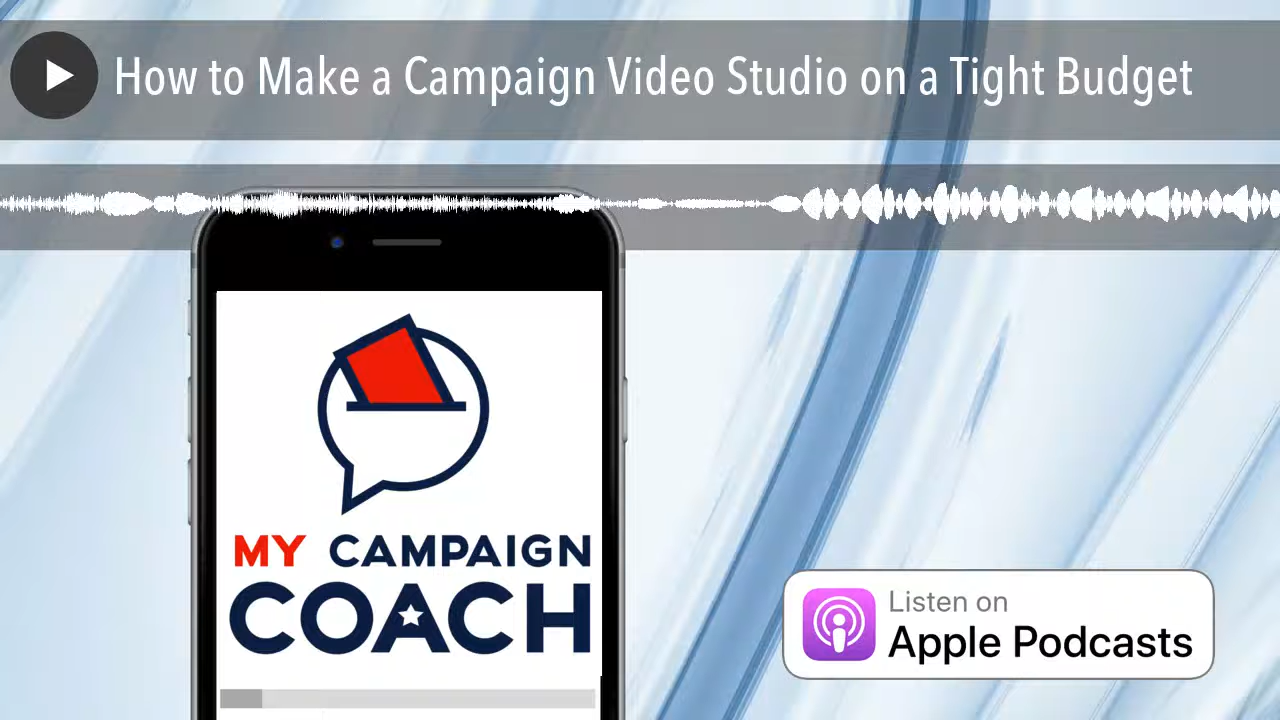 How to Make a Campaign Video Studio on a Tight Budget
MY CAMPAIGN
COACH
Listen on
Apple Podcasts